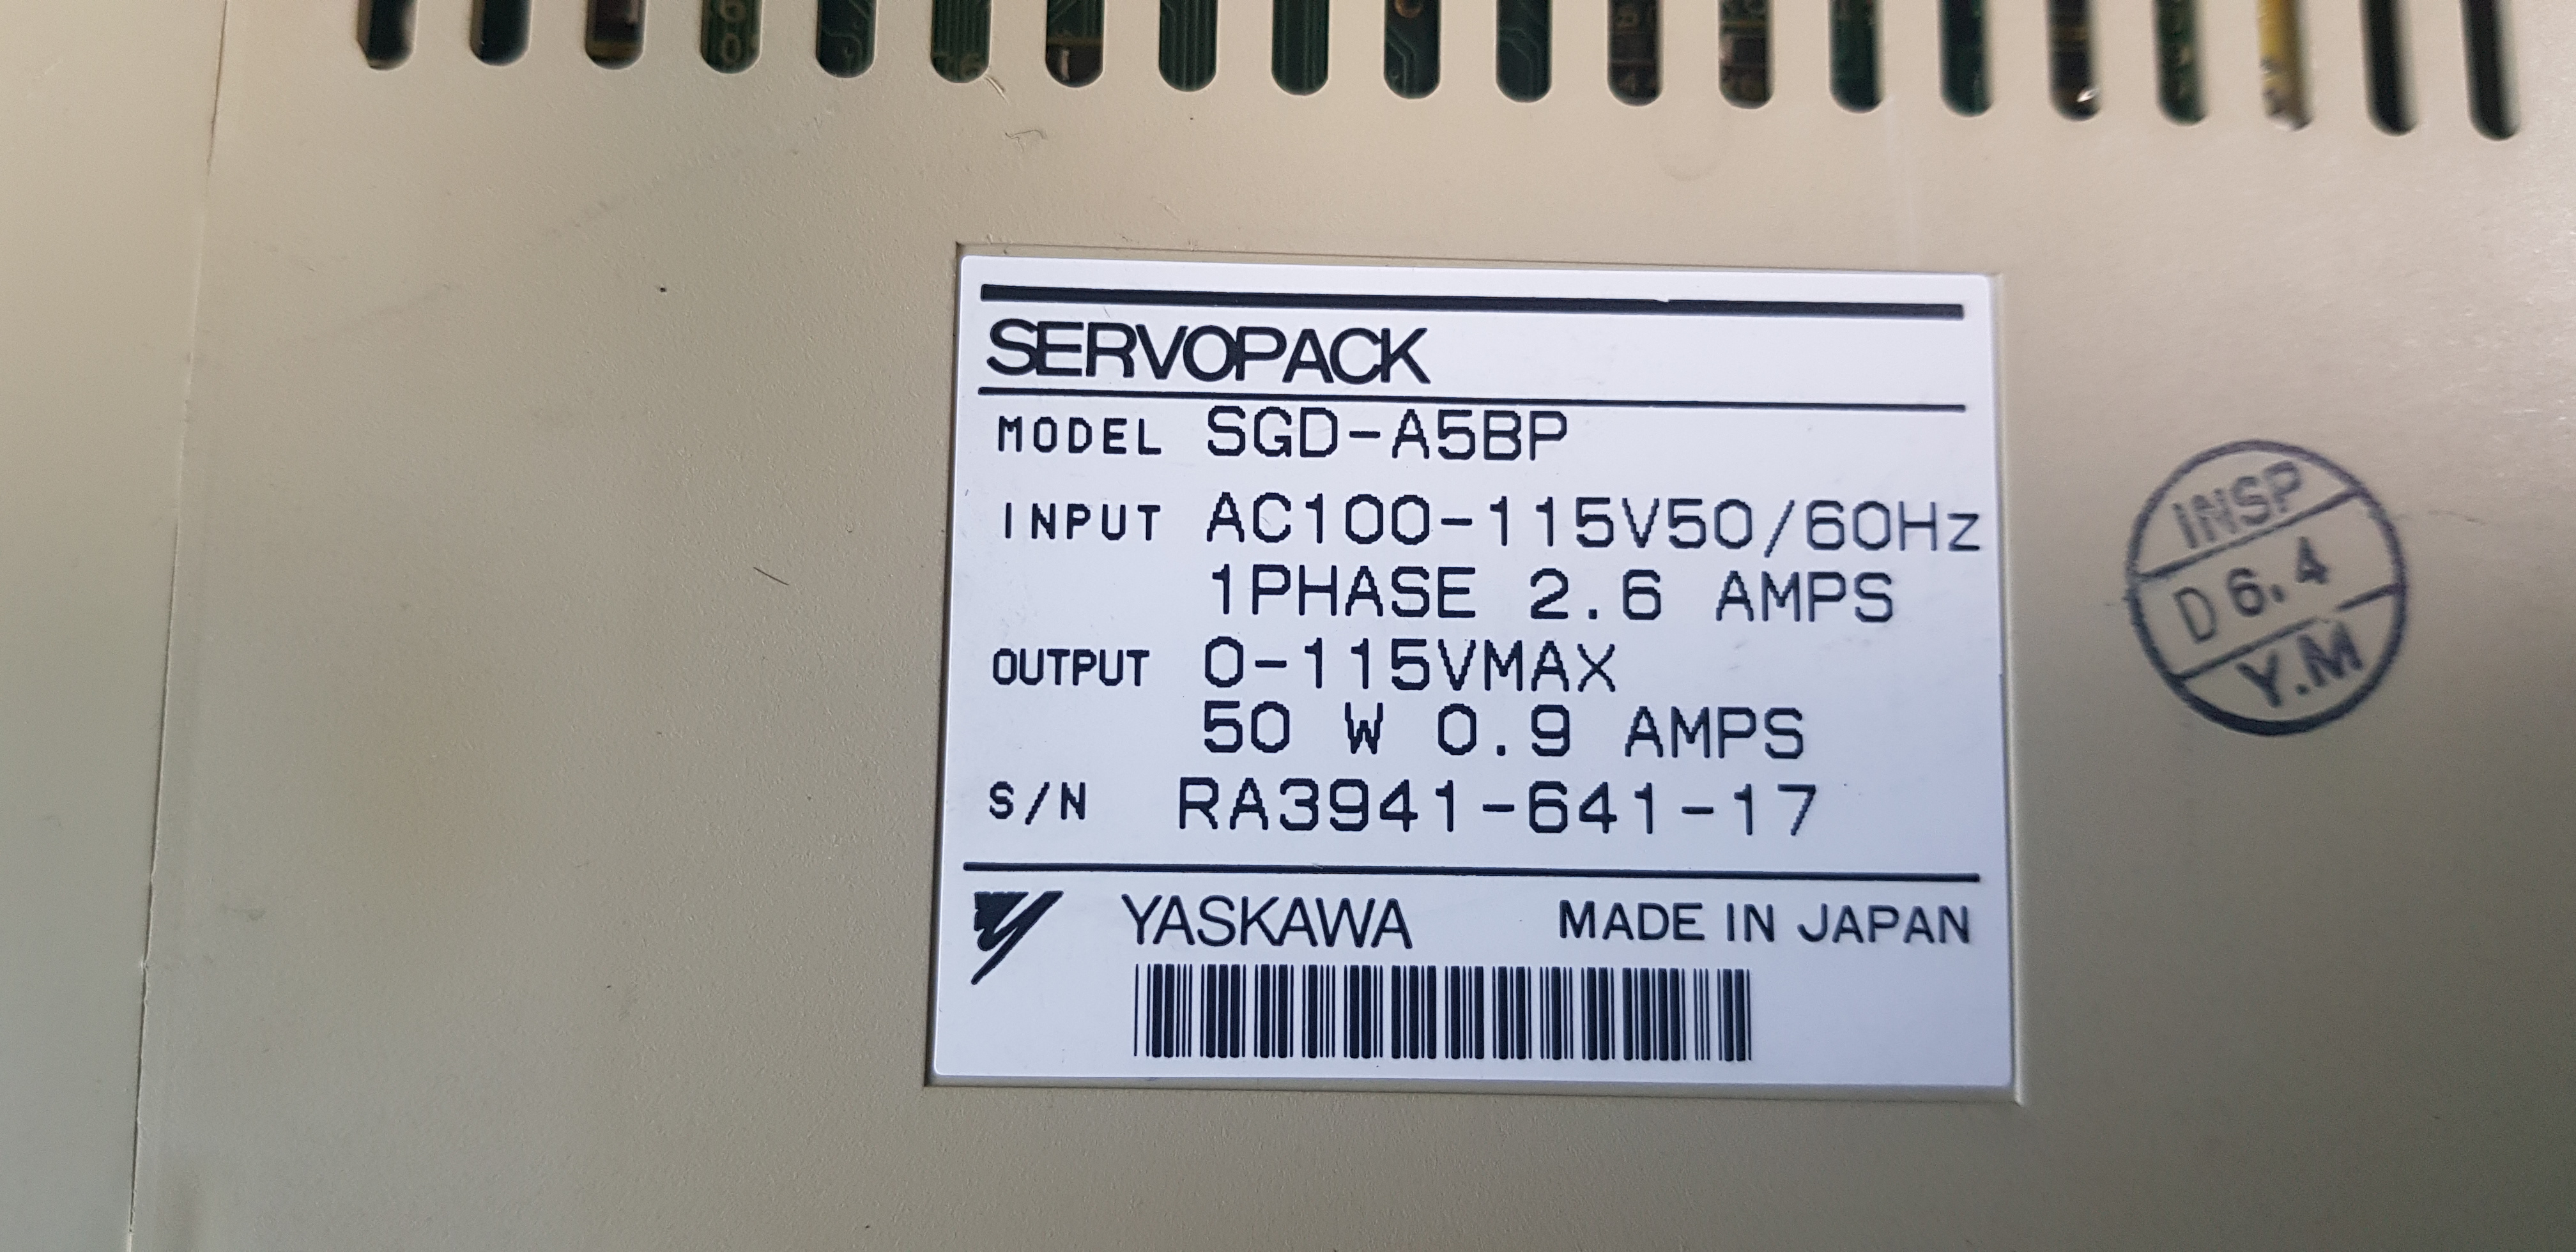 SERVOPACK
MODEL SGD-A5BP
INPUT AC100-115V50/60Hz
1PHASE 2.6 AMPS
OUTPUT 0-115VMAX
50 W 0.9 AMPS
S/N RA3941-641-17
YASKAWA MADE IN JAPAN
INSP
D6.4
Y.M